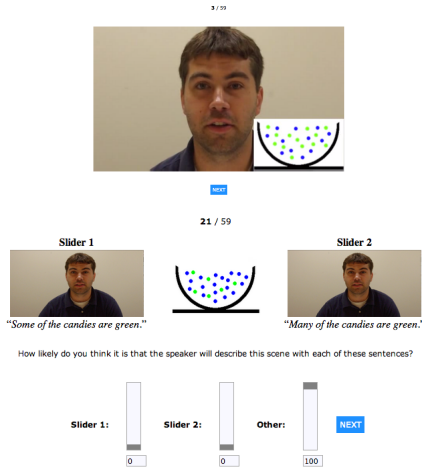 3 / 59
NEXT
21 / 59
Slider 1
Slider 2
"Some of the candies are green."
"Many of the candies are green.'
How likely do you think it is that the speaker will describe this scene with each of these sentences?
Slider 1:
Slider 2:
Other:
NEXT
0
0
100